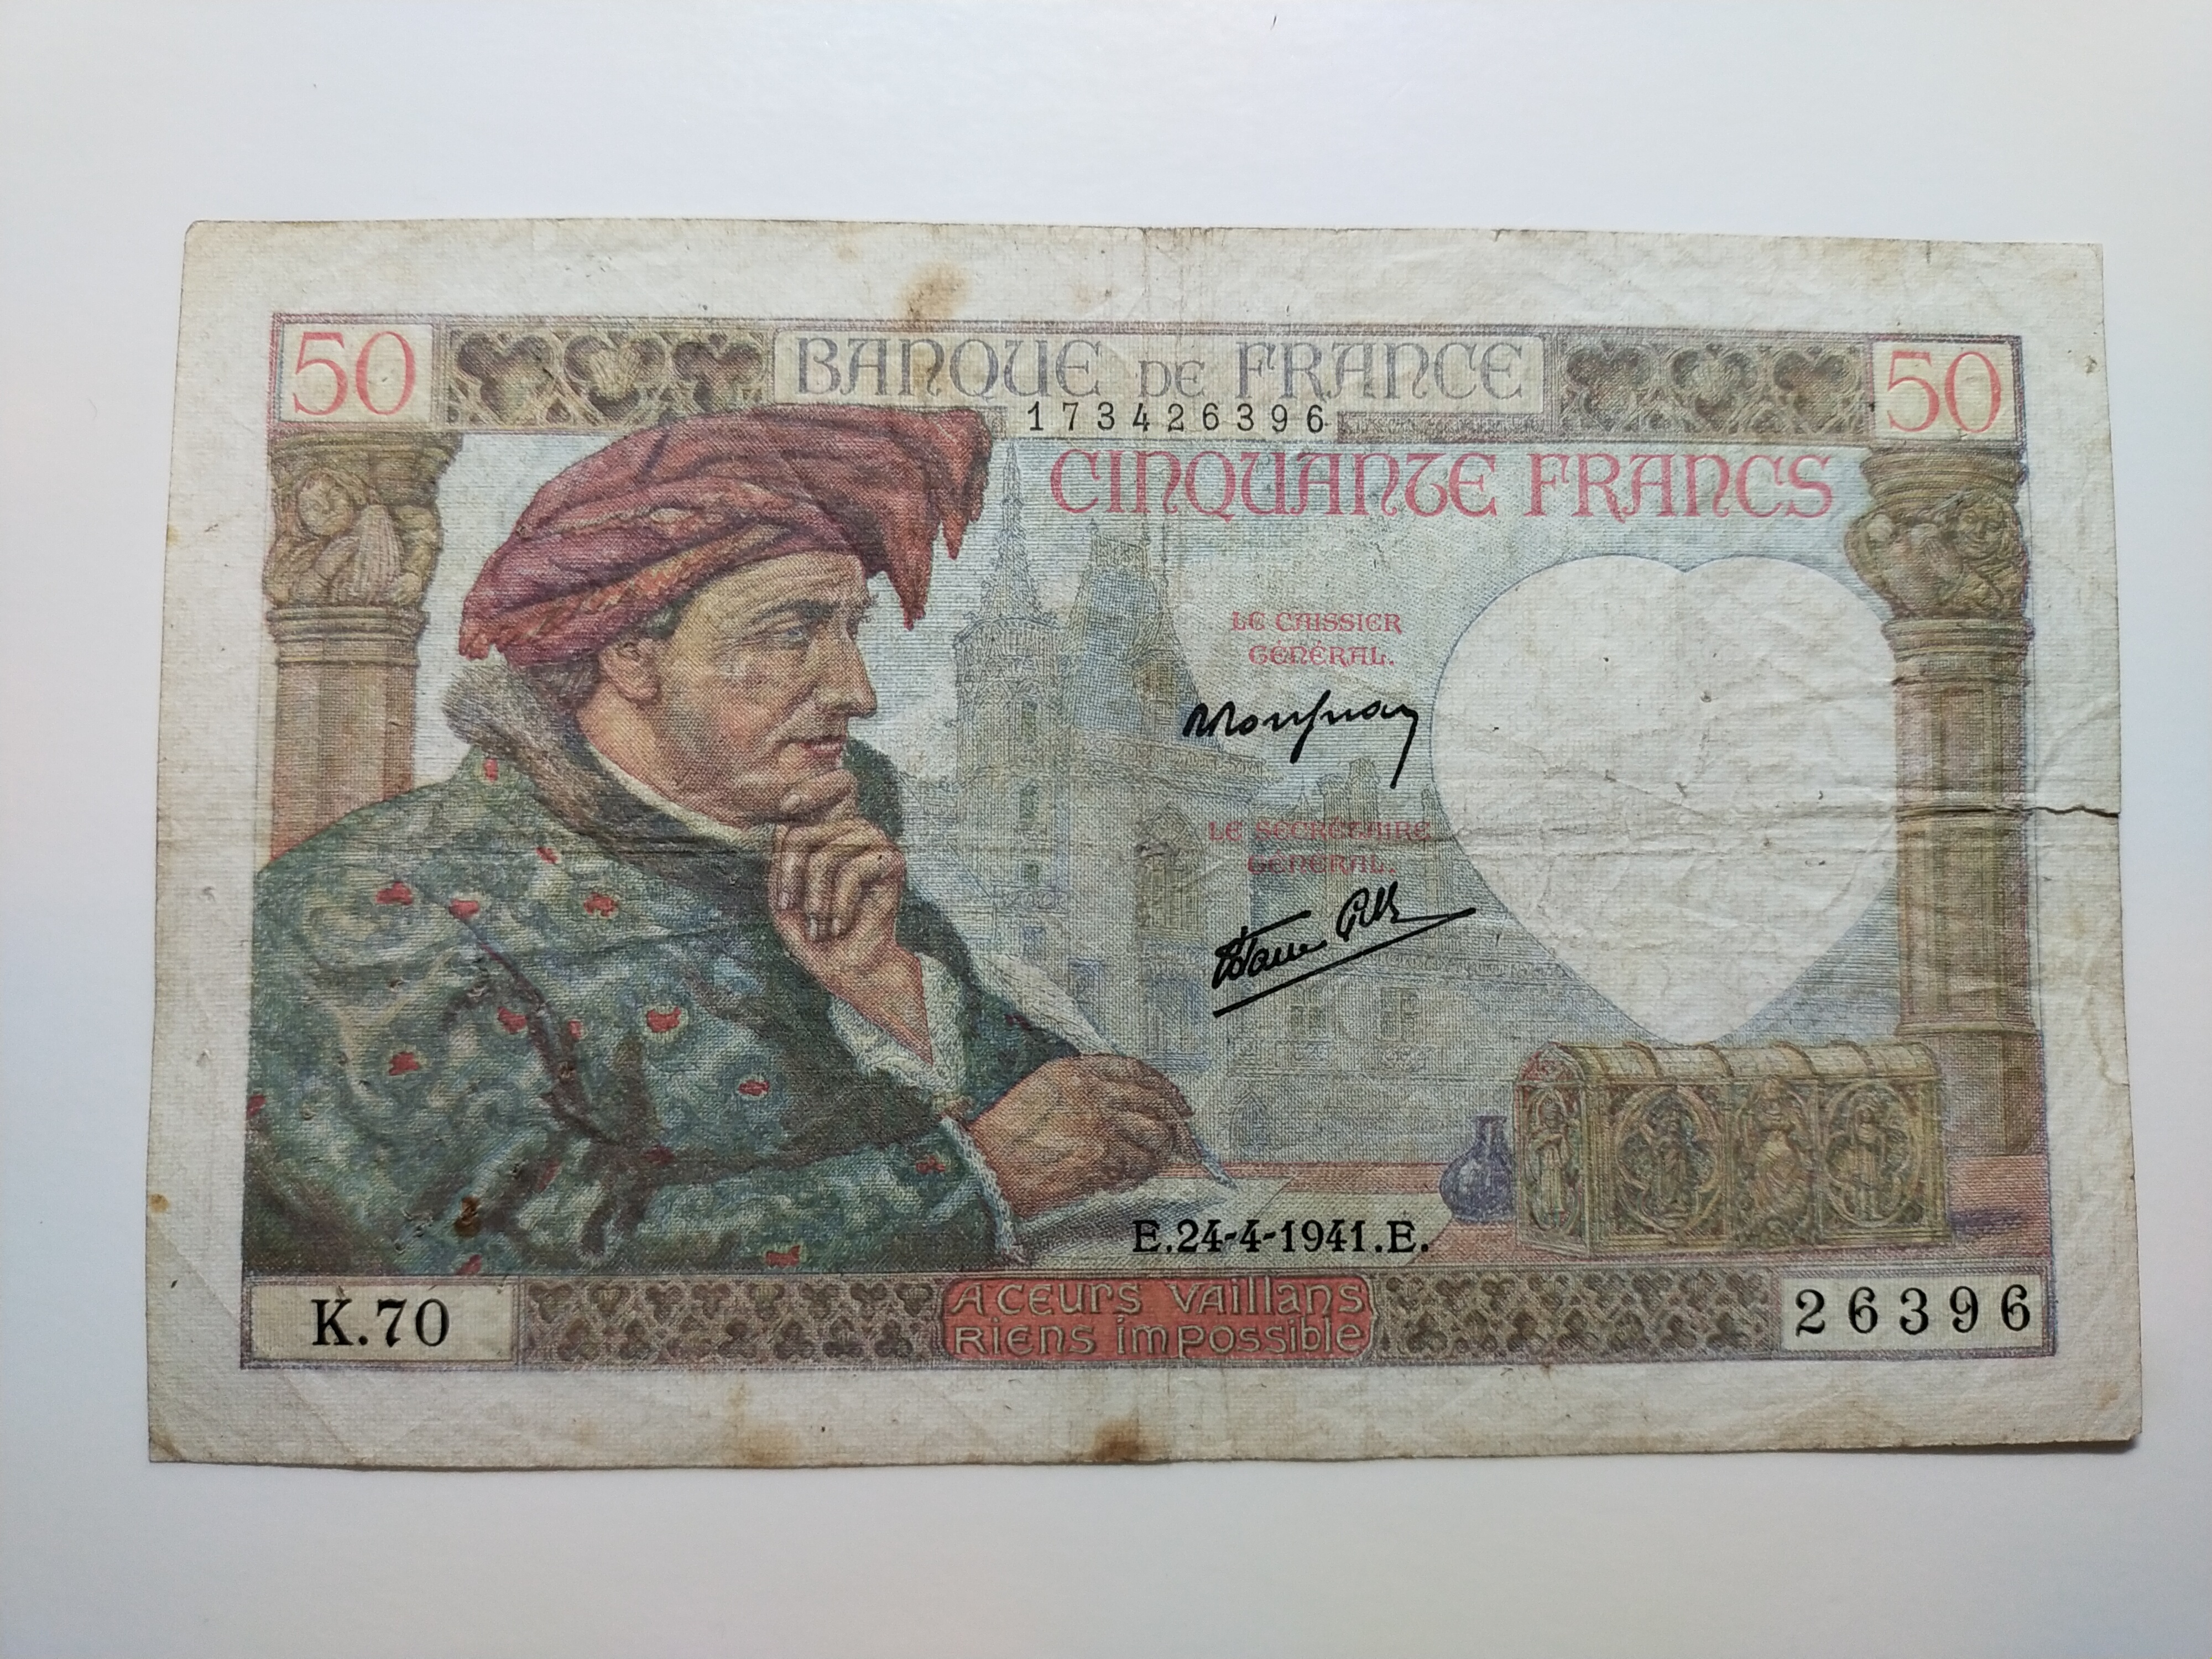 50 BANQUE DE FRANCE 50
173426396
CINQUANTE FRANCS
LE CAISSIER
GÉNÉRAL.
LE SECRÉTAIRE
GÉNÉRAL.
E.24-4-1941.E.
K.70
A CEURS VAILLANS
RIENS IMPOSSIBLE
26396